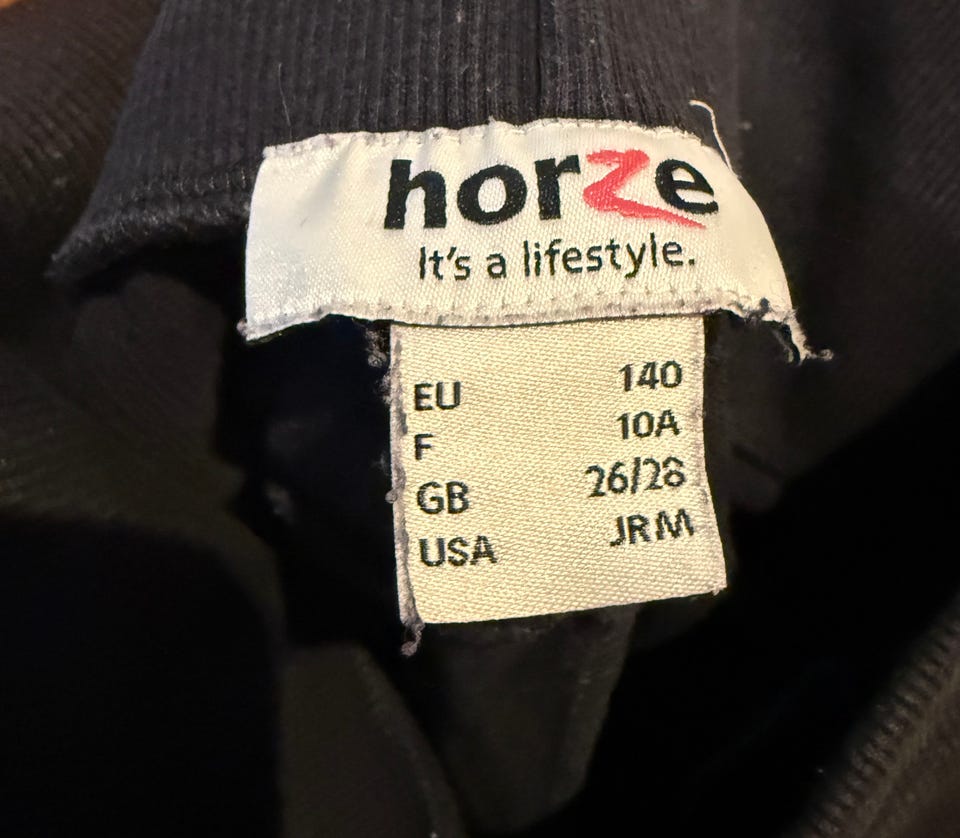 horze
It's a lifestyle.
EU 140
F 10A
GB 26/28
USA JRM